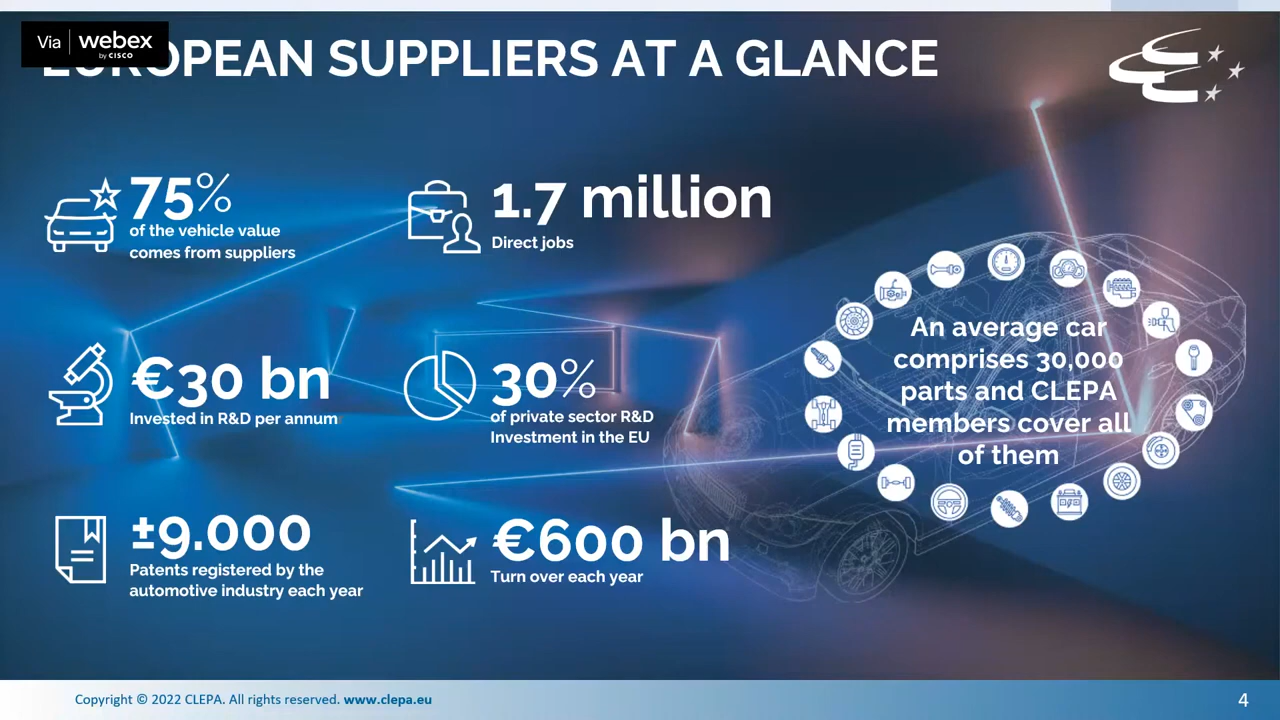 Via webex
by CISCO
EUROPEAN SUPPLIERS AT A GLANCE
75%
of the vehicle value
comes from suppliers
1.7 million
Direct jobs
€30 bn
Invested in R&D per annum
30%
of private sector R&D
Investment in the EU
±9.000
Patents registered by the
automotive industry each year
€600 bn
Turn over each year
An average car
comprises 30,000
parts and CLEPA
members cover all
of them
Copyright © 2022 CLEPA. All rights reserved. www.clepa.eu
4